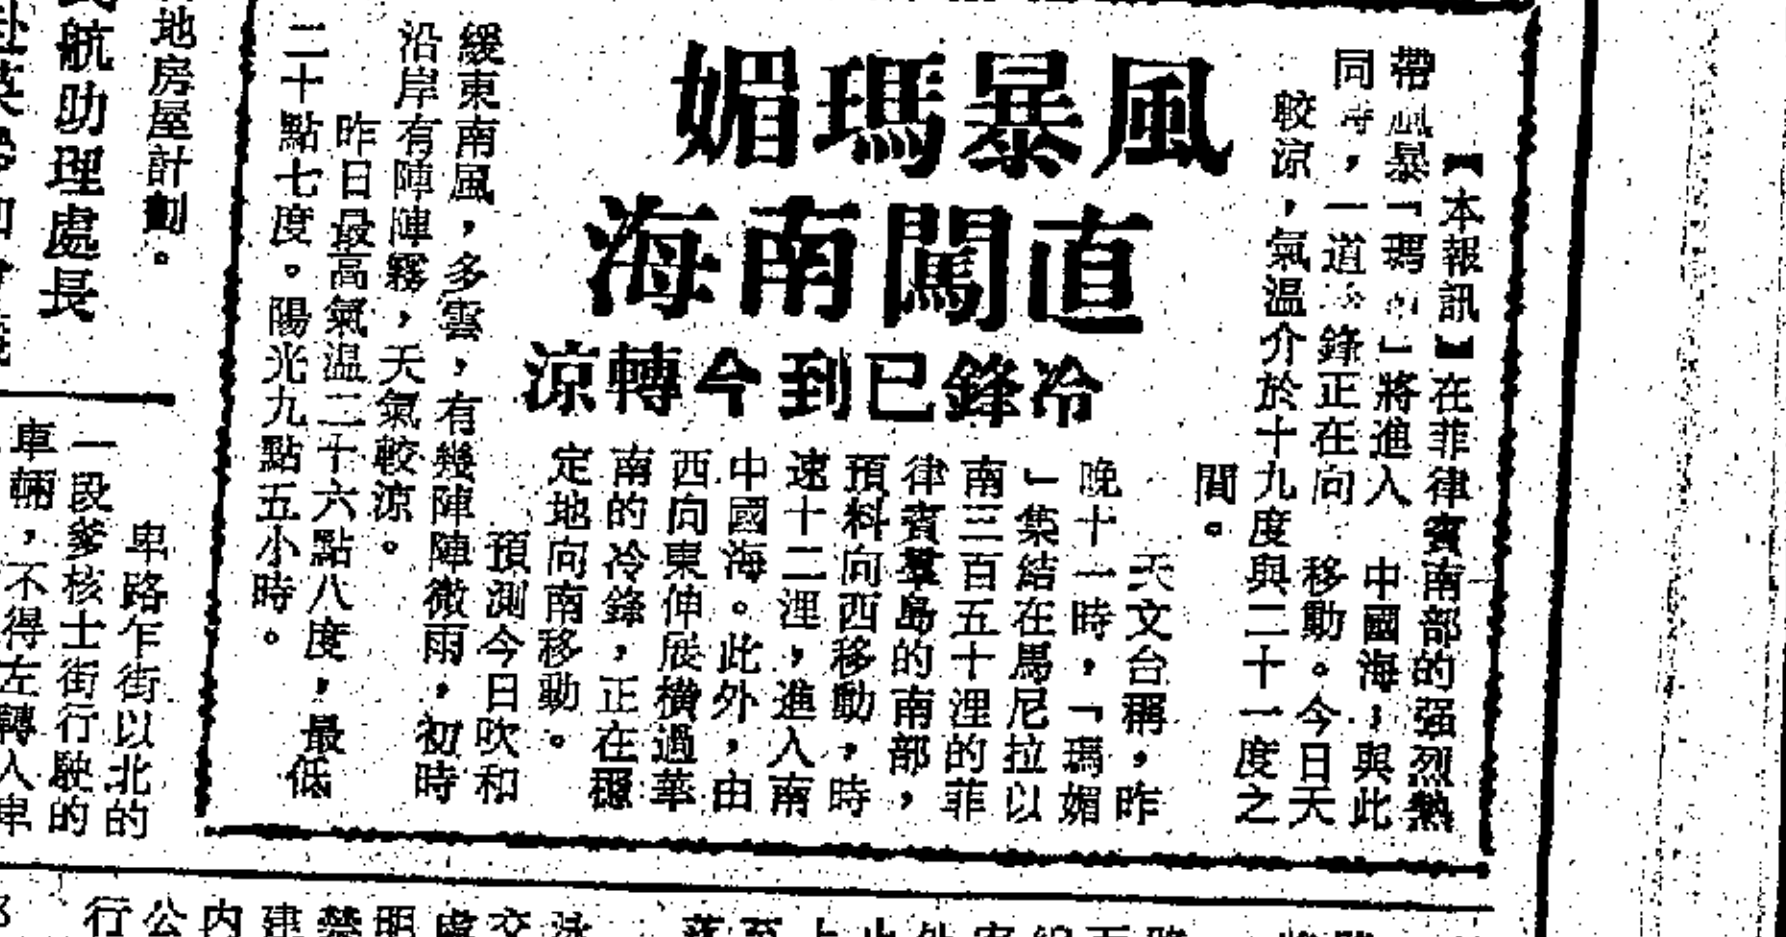 風暴瑪媚
直闖南海
冷鋒已到今轉涼
【本報訊】在菲律賓南部的强烈熱
帶風暴「瑪媚」將進入 中國海,與此
同時,一道冷鋒正在向 移動。今日天
較涼,氣溫介於十九度與二十一度之
間。
天文台稱,昨
晚十一時,「瑪媚
」集結在馬尼拉以
南三百五十浬的菲
律賓羣島的南部,
預料向西移動,時
速十二浬,進入南
中國海。此外,由
西向東伸展橫過華
南的冷鋒,正在穩
定地向南移動。
預測今日吹和
緩東南風,多雲,有幾陣陣微雨,初時
沿岸有陣陣霧,天氣較涼。
昨日最高氣温二十六點八度,最低
二十點七度。陽光九點五小時。
地房屋計劃。
航助理處長
卑路乍街以北的
一段爹核士街行駛的
車輛,不得左轉入卑